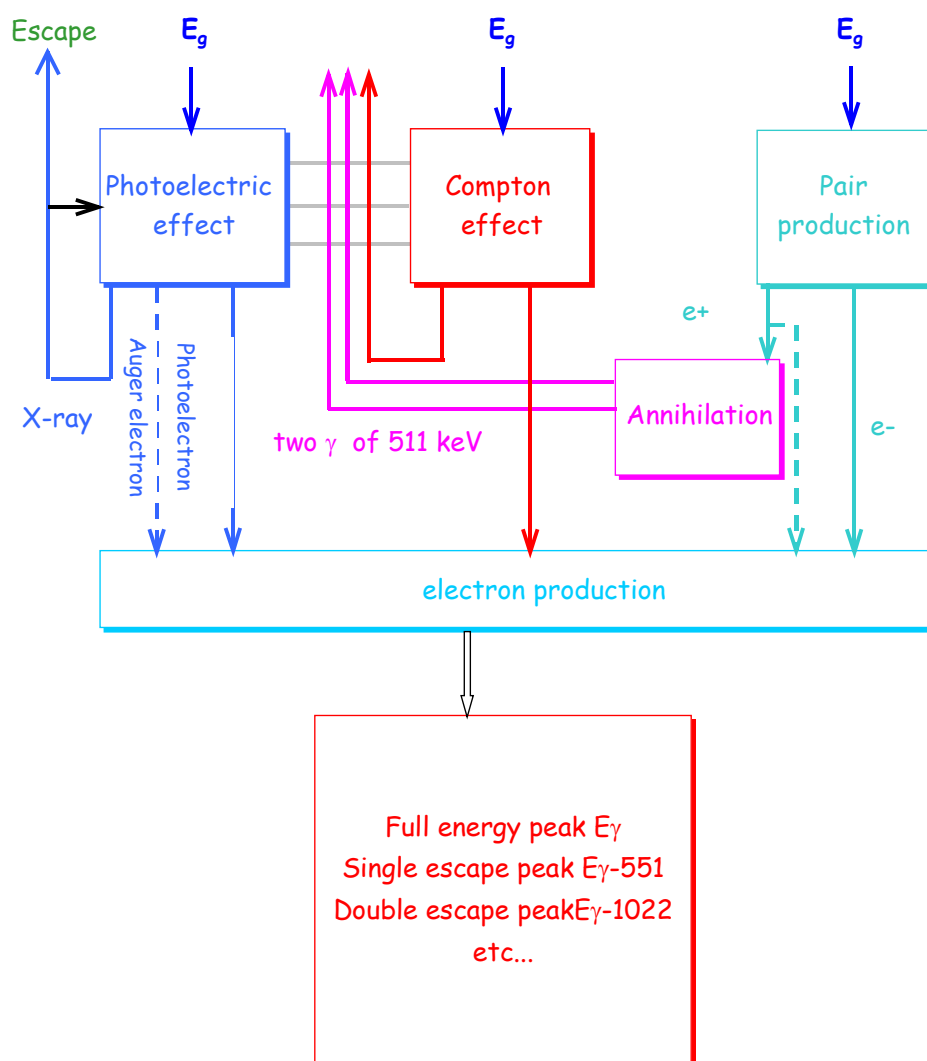 Escape
Eg
Eg
Eg
Photoelectric
effect
Compton
effect
Pair
production
e+
Photoelectron
Auger electron
X-ray
two γ of 511 keV
Annihilation
e-
electron production
Full energy peak Eγ
Single escape peak Eγ-551
Double escape peakEγ-1022
etc...